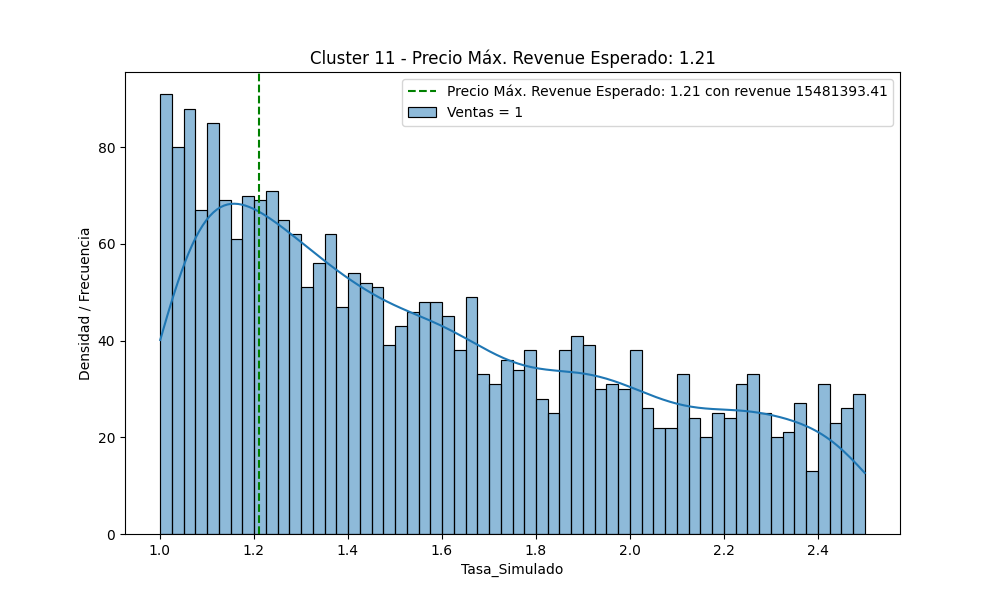 Cluster 11 - Precio Máx. Revenue Esperado: 1.21
Precio Máx. Revenue Esperado: 1.21 con revenue 15481393.41
Ventas = 1
Densidad / Frecuencia
80
60
40
20
0
1.0 1.2 1.4 1.6 1.8 2.0 2.2 2.4
Tasa_Simulado